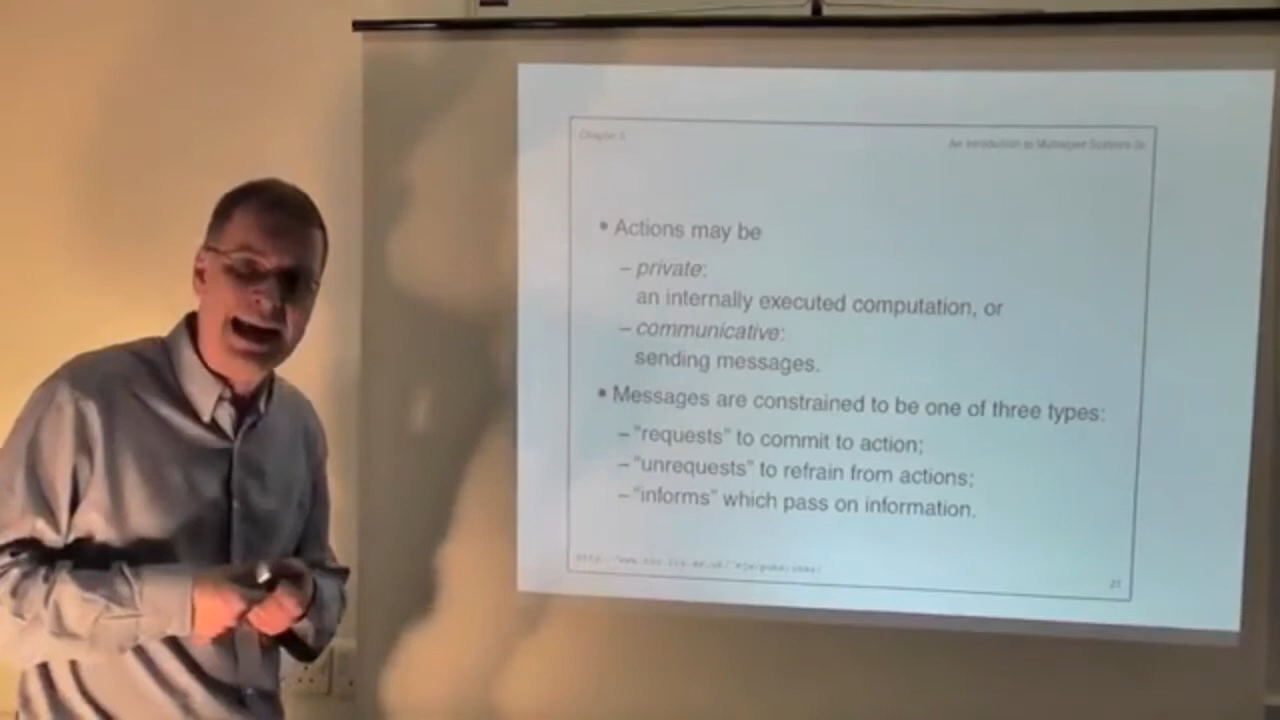 Chapter 3
An Introduction to Multiagent Systems 2e
• Actions may be
– private:
an internally executed computation, or
– communicative:
sending messages.
• Messages are constrained to be one of three types:
– "requests" to commit to action;
– "unrequests" to refrain from actions;
– "informs" which pass on information.
21